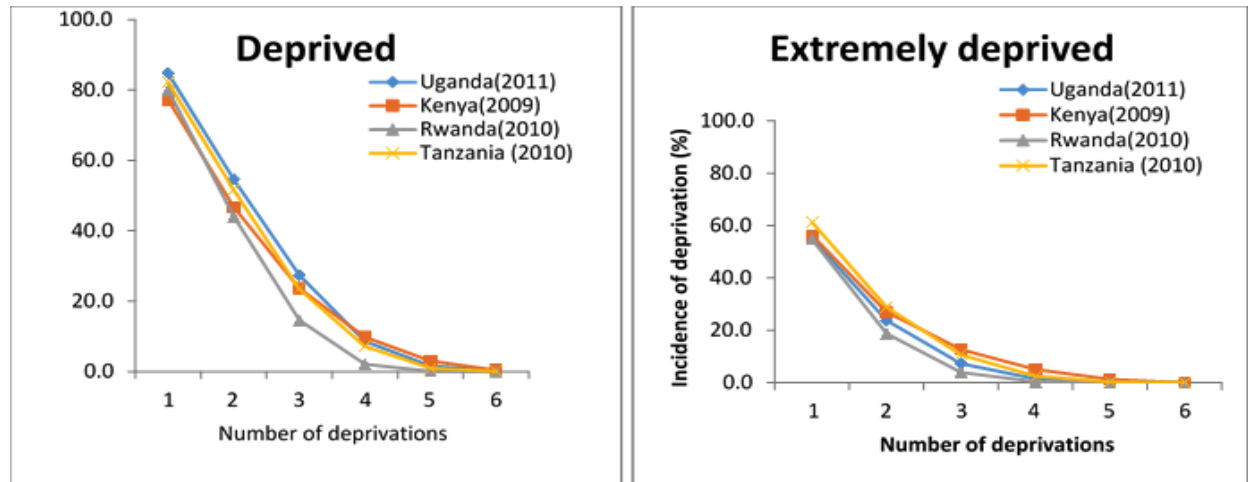 Deprived
100.0
80.0
60.0
40.0
20.0
0.0
Uganda(2011)
Kenya(2009)
Rwanda(2010)
Tanzania (2010)
1 2 3 4 5 6
Number of deprivations
Extremely deprived
Uganda(2011)
Kenya(2009)
Rwanda(2010)
Tanzania (2010)
Incidence of deprivation (%)
100.0
80.0
60.0
40.0
20.0
0.0
1 2 3 4 5 6
Number of deprivations